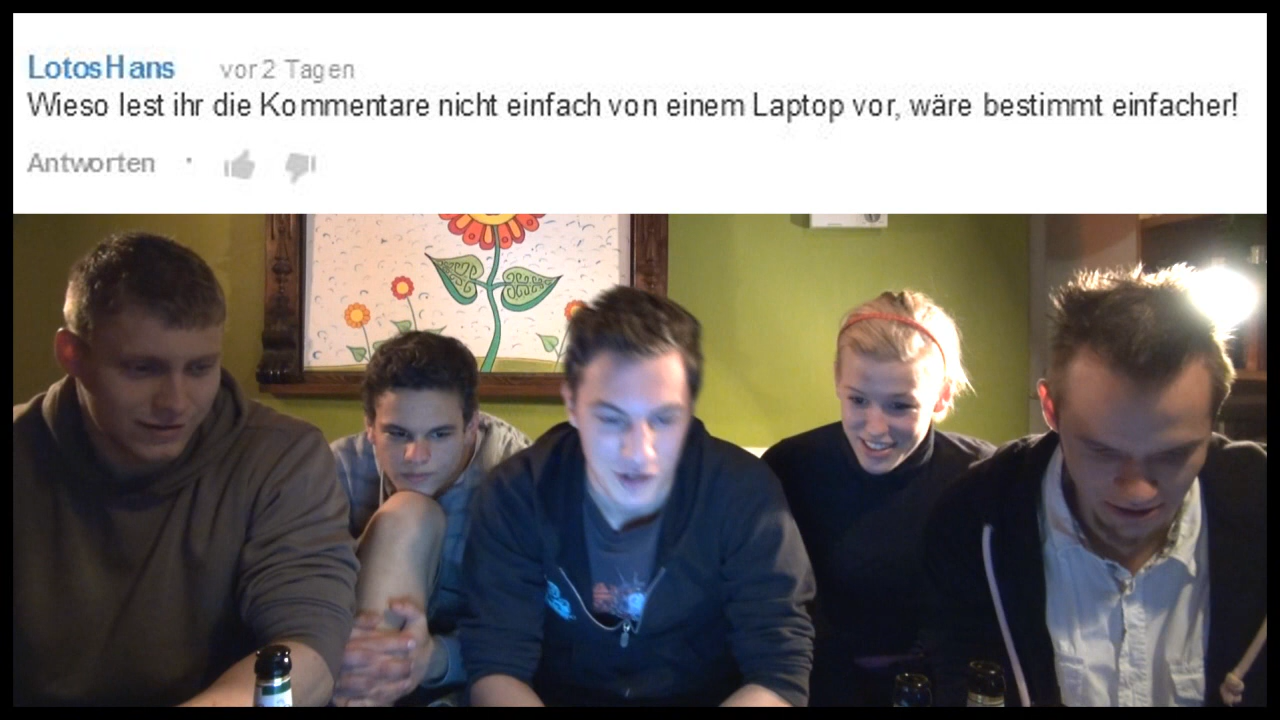 LotosHans vor 2 Tagen
Wieso lest ihr die Kommentare nicht einfach von einem Laptop vor, wäre bestimmt einfacher!
Antworten